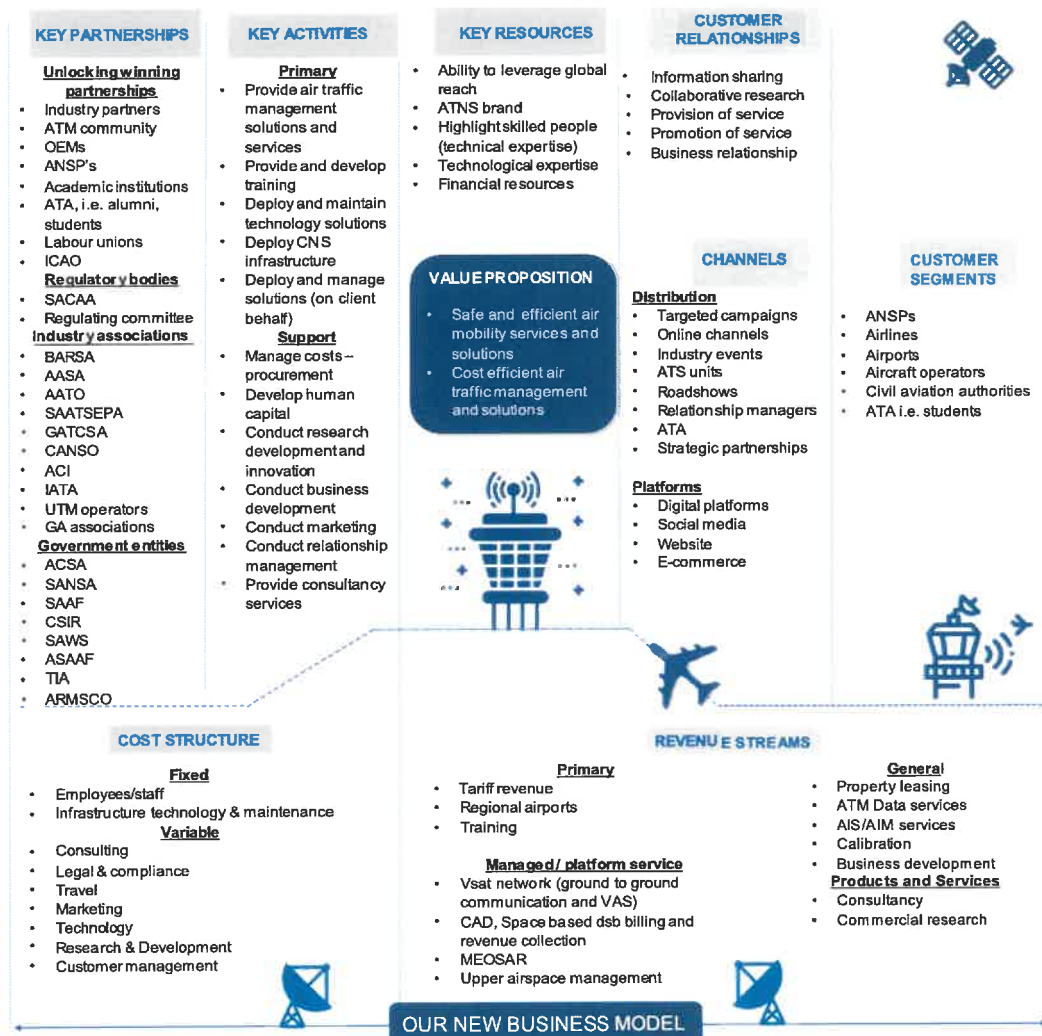 KEY PARTNERSHIPS
Unlocking winning
partnerships
• Industry partners
• ATM community
• OEMs
• ANSP's
• Academic institutions
• ATA, i.e. alumni,
students
• Labour unions
• ICAO
Regulatory bodies
• SACAA
• Regulating committee
Industry associations
• BARSA
• AASA
• AATO
• SAATSEPA
• GATCSA
• CANSO
• ACI
• IATA
• UTM operators
• GA associations
Government entities
• ACSA
• SANSA
• SAAF
• CSIR
• SAWS
• ASAAF
• TIA
• ARMSCO
KEY ACTIVITIES
Primary
• Provide air traffic
management
solutions and
services
• Provide and develop
training
• Deploy and maintain
technology solutions
• Deploy CNS
infrastructure
• Deploy and manage
solutions (on client
behalf)
Support
• Manage costs –
procurement
• Develop human
capital
• Conduct research
development and
innovation
• Conduct business
development
• Conduct marketing
• Conduct relationship
management
• Provide consultancy
services
KEY RESOURCES
• Ability to leverage global
reach
• ATNS brand
• Highlight skilled people
(technical expertise)
• Technological expertise
• Financial resources
VALUE PROPOSITION
• Safe and efficient air
mobility services and
solutions
• Cost efficient air
traffic management
and solutions
CUSTOMER
RELATIONSHIPS
• Information sharing
• Collaborative research
• Provision of service
• Promotion of service
• Business relationship
CHANNELS
Distribution
• Targeted campaigns
• Online channels
• Industry events
• ATS units
• Roadshows
• Relationship managers
• ATA
• Strategic partnerships
Platforms
• Digital platforms
• Social media
• Website
• E-commerce
CUSTOMER
SEGMENTS
• ANSPs
• Airlines
• Airports
• Aircraft operators
• Civil aviation authorities
• ATA i.e. students
COST STRUCTURE
Fixed
• Employees/staff
• Infrastructure technology & maintenance
Variable
• Consulting
• Legal & compliance
• Travel
• Marketing
• Technology
• Research & Development
• Customer management
REVENUE STREAMS
Primary
• Tariff revenue
• Regional airports
• Training
Managed / platform service
• Vsat network (ground to ground
communication and VAS)
• CAD, Space based dsb billing and
revenue collection
• MEOSAR
• Upper airspace management
General
• Property leasing
• ATM Data services
• AIS/AIM services
• Calibration
• Business development
Products and Services
• Consultancy
• Commercial research
OUR NEW BUSINESS MODEL